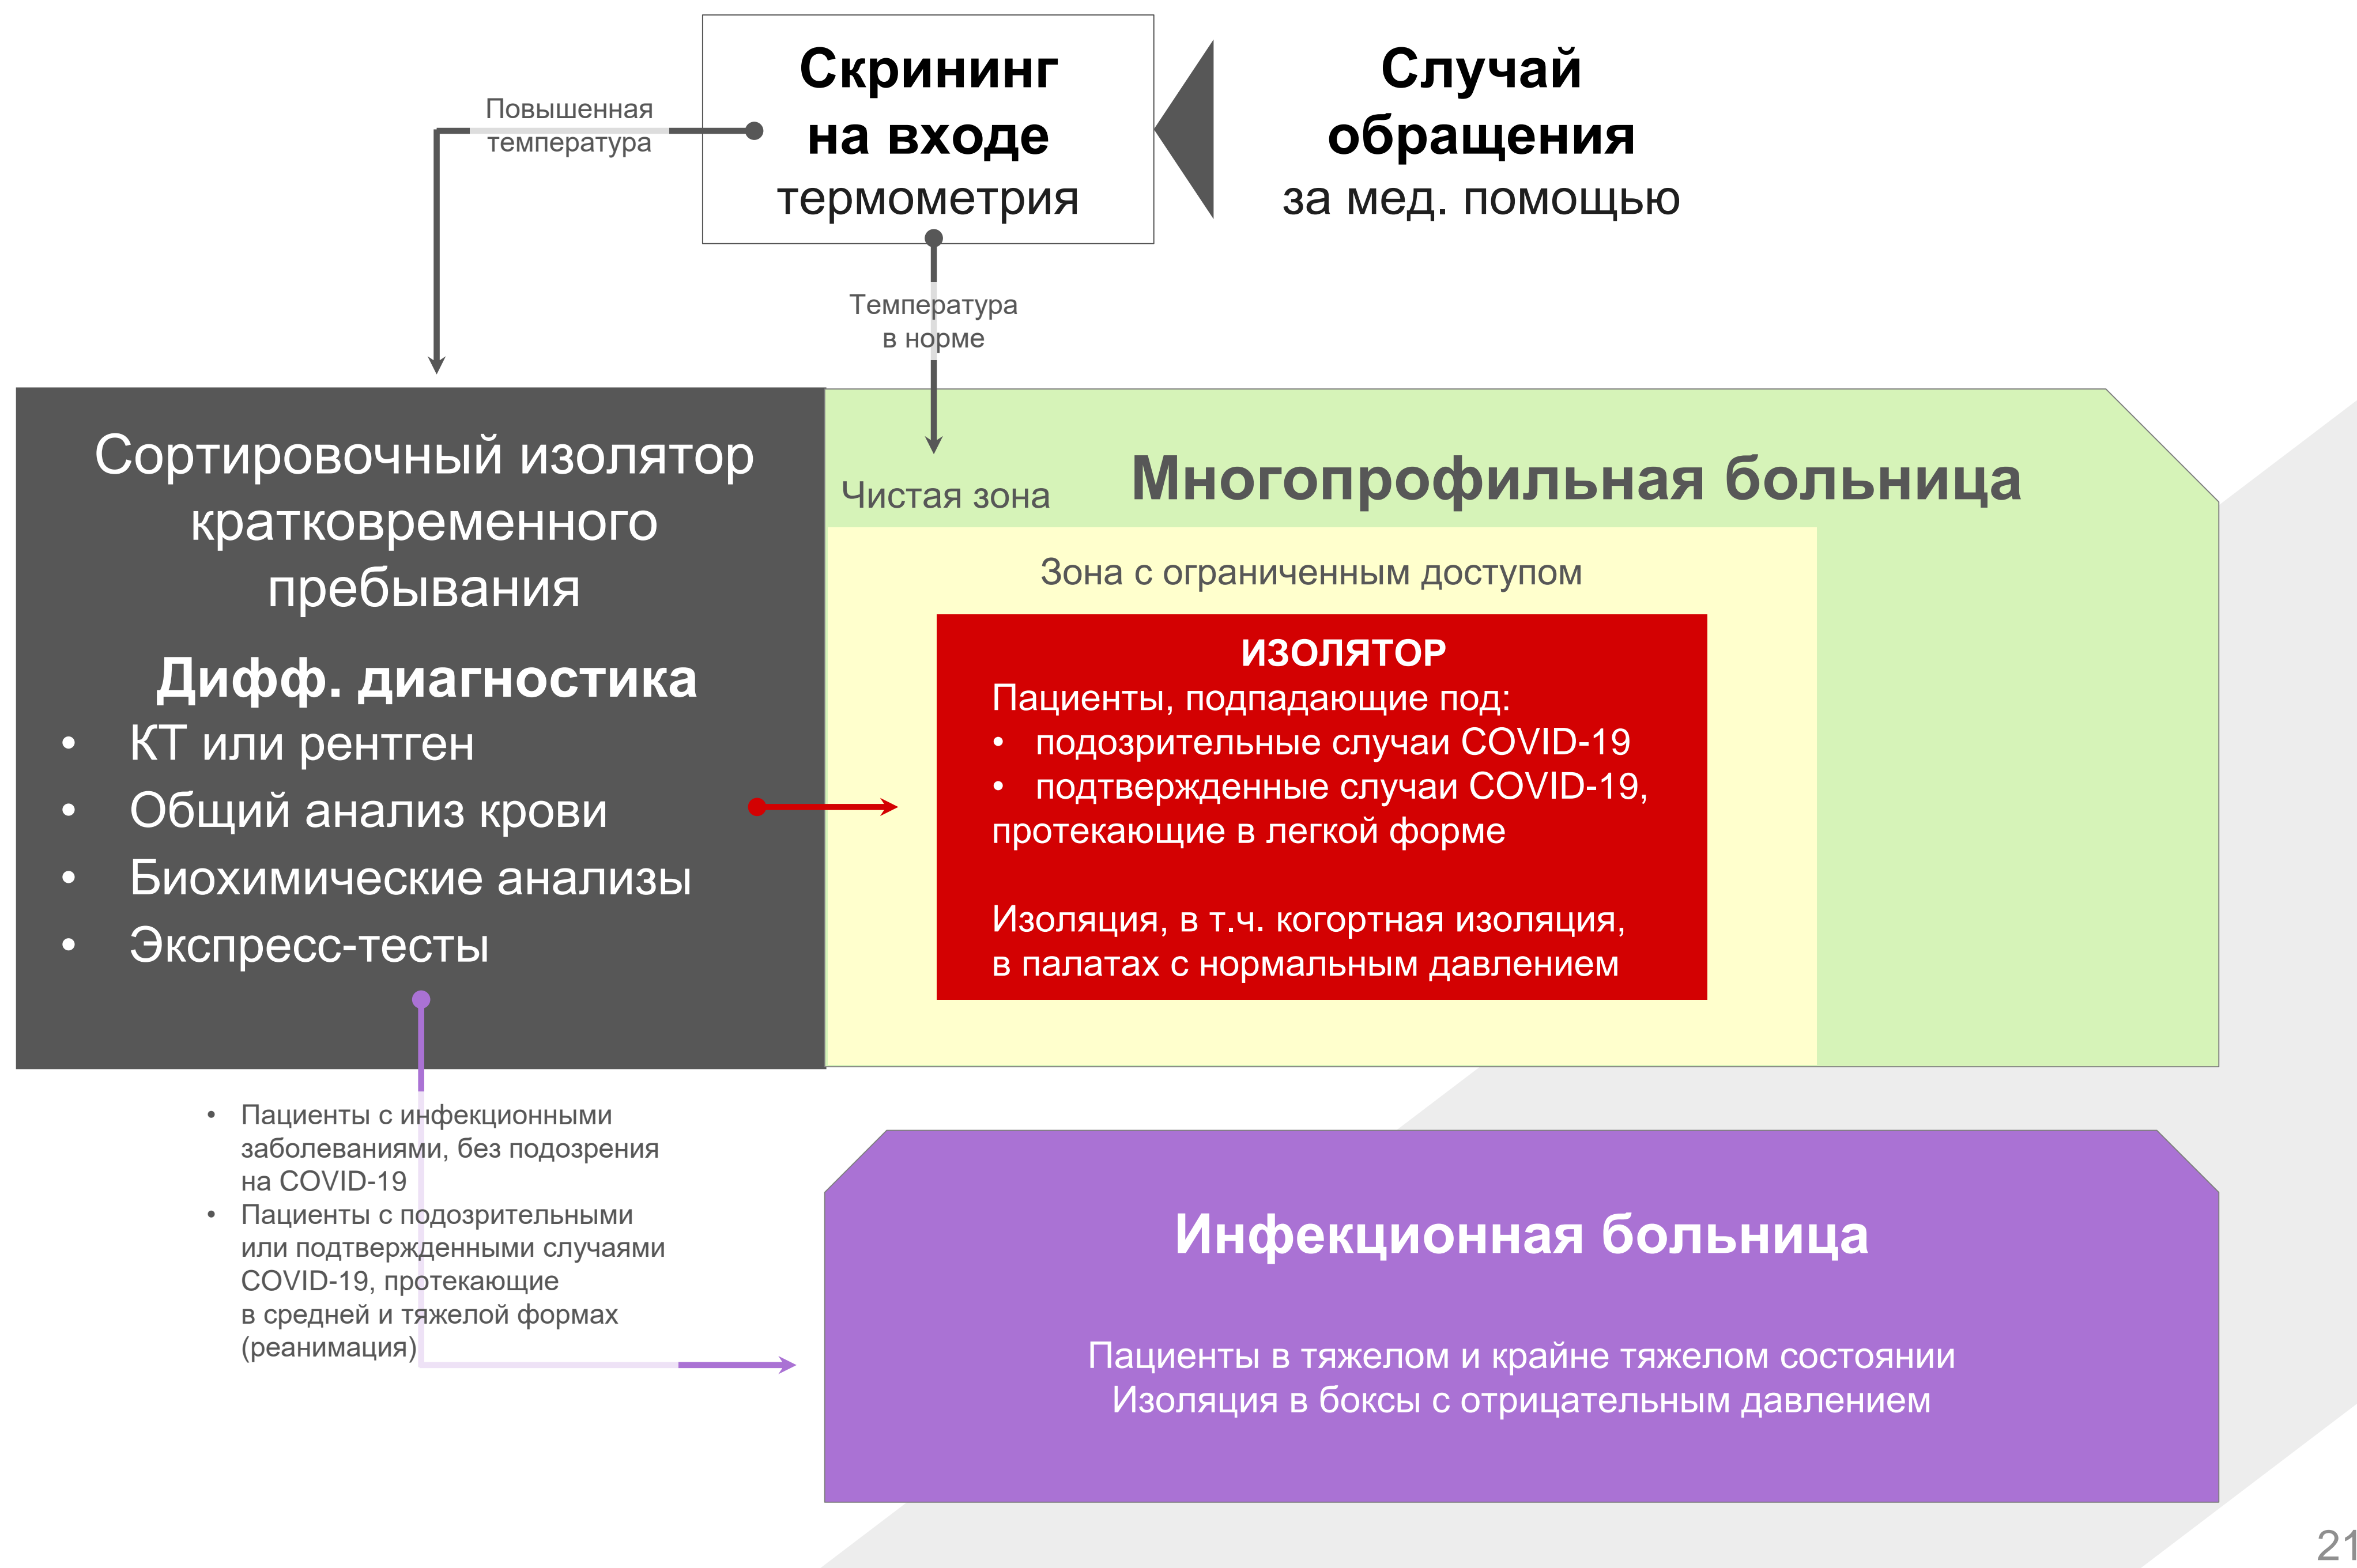 Скрининг
на входе
термометрия
Случай
обращения
за мед. помощью
Повышенная
температура
Температура
в норме
Сортировочный изолятор
кратковременного
пребывания
Дифф. диагностика
• КТ или рентген
• Общий анализ крови
• Биохимические анализы
• Экспресс-тесты
Чистая зона
Многопрофильная больница
Зона с ограниченным доступом
ИЗОЛЯТОР
Пациенты, подпадающие под:
• подозрительные случаи COVID-19
• подтвержденные случаи COVID-19,
протекающие в легкой форме
Изоляция, в т.ч. когортная изоляция,
в палатах с нормальным давлением
• Пациенты с инфекционными
заболеваниями, без подозрения
на COVID-19
• Пациенты с подозрительными
или подтвержденными случаями
COVID-19, протекающие
в средней и тяжелой формах
(реанимация)
Инфекционная больница
Пациенты в тяжелом и крайне тяжелом состоянии
Изоляция в боксы с отрицательным давлением
21